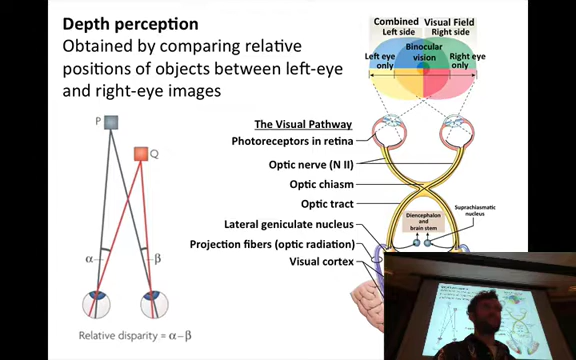 Depth perception
Obtained by comparing relative
positions of objects between left-eye
and right-eye images
P
Q
α
β
Relative disparity = α–β
Combined Visual Field
Left side Right side
Binocular
vision
Left eye
only
Right eye
only
The Visual Pathway
Photoreceptors in retina
Optic nerve (N II)
Optic chiasm
Optic tract
Diencephalon
and
brain stem
Suprachiasmatic
nucleus
Lateral geniculate nucleus
Projection fibers (optic radiation)
Visual cortex